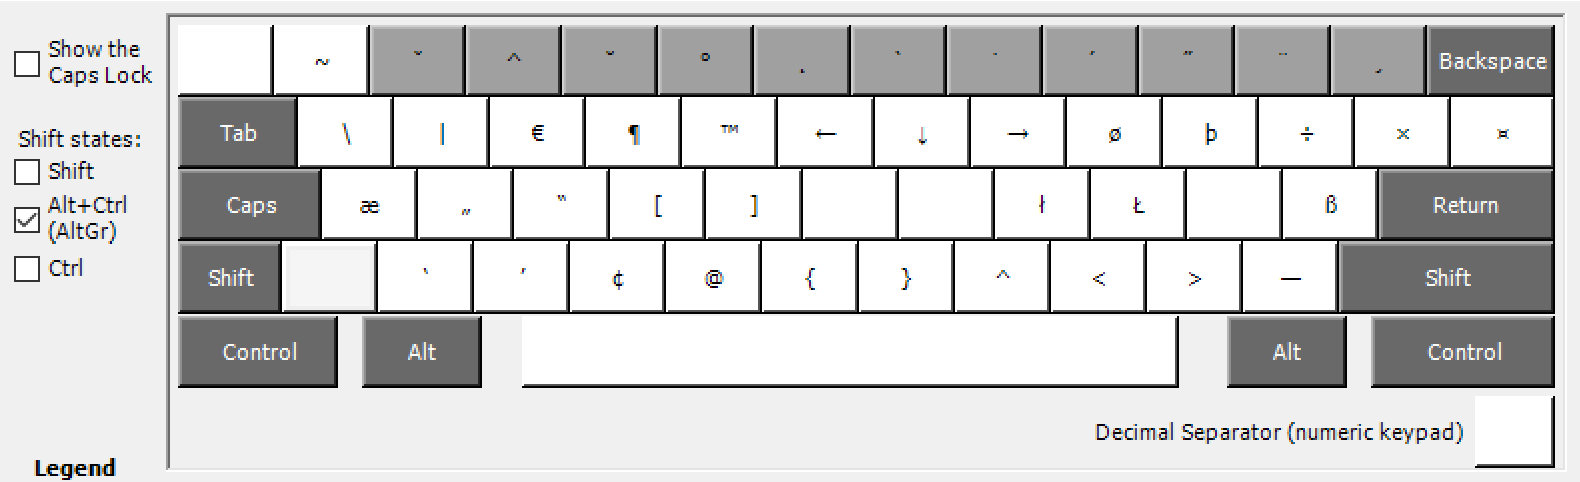 Show the
Caps Lock
Shift states:
Shift
Alt+Ctrl
(AltGr)
Ctrl
Legend
~ ˇ ^ ˘ ° ˛ ` ˙ ´ ˝ ¨ ¸ Backspace
Tab \ | € ¶ ™ ← ↓ → ø þ ÷ × ¤
Caps æ „ ‟ [ ] ł Ł ß Return
Shift ‛ ʼ ¢ @ { } ^ < > — Shift
Control Alt Alt Control
Decimal Separator (numeric keypad)